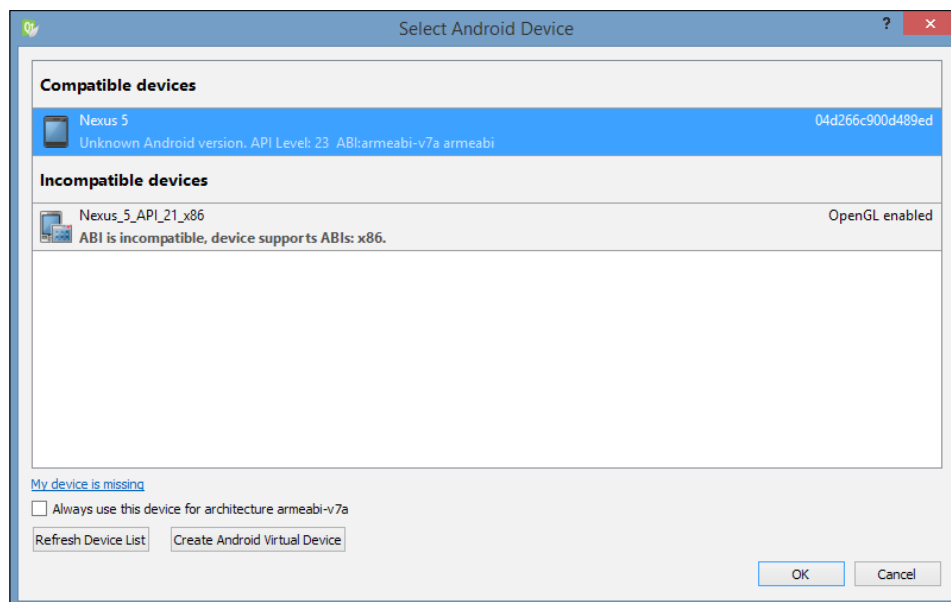 Select Android Device
?
Compatible devices
Nexus 5 04d266c900d489ed
Unknown Android version. API Level: 23 ABI:armeabi-v7a armeabi
Incompatible devices
Nexus_5_API_21_x86 OpenGL enabled
ABI is incompatible, device supports ABIs: x86.
My device is missing
Always use this device for architecture armeabi-v7a
Refresh Device List Create Android Virtual Device
OK Cancel